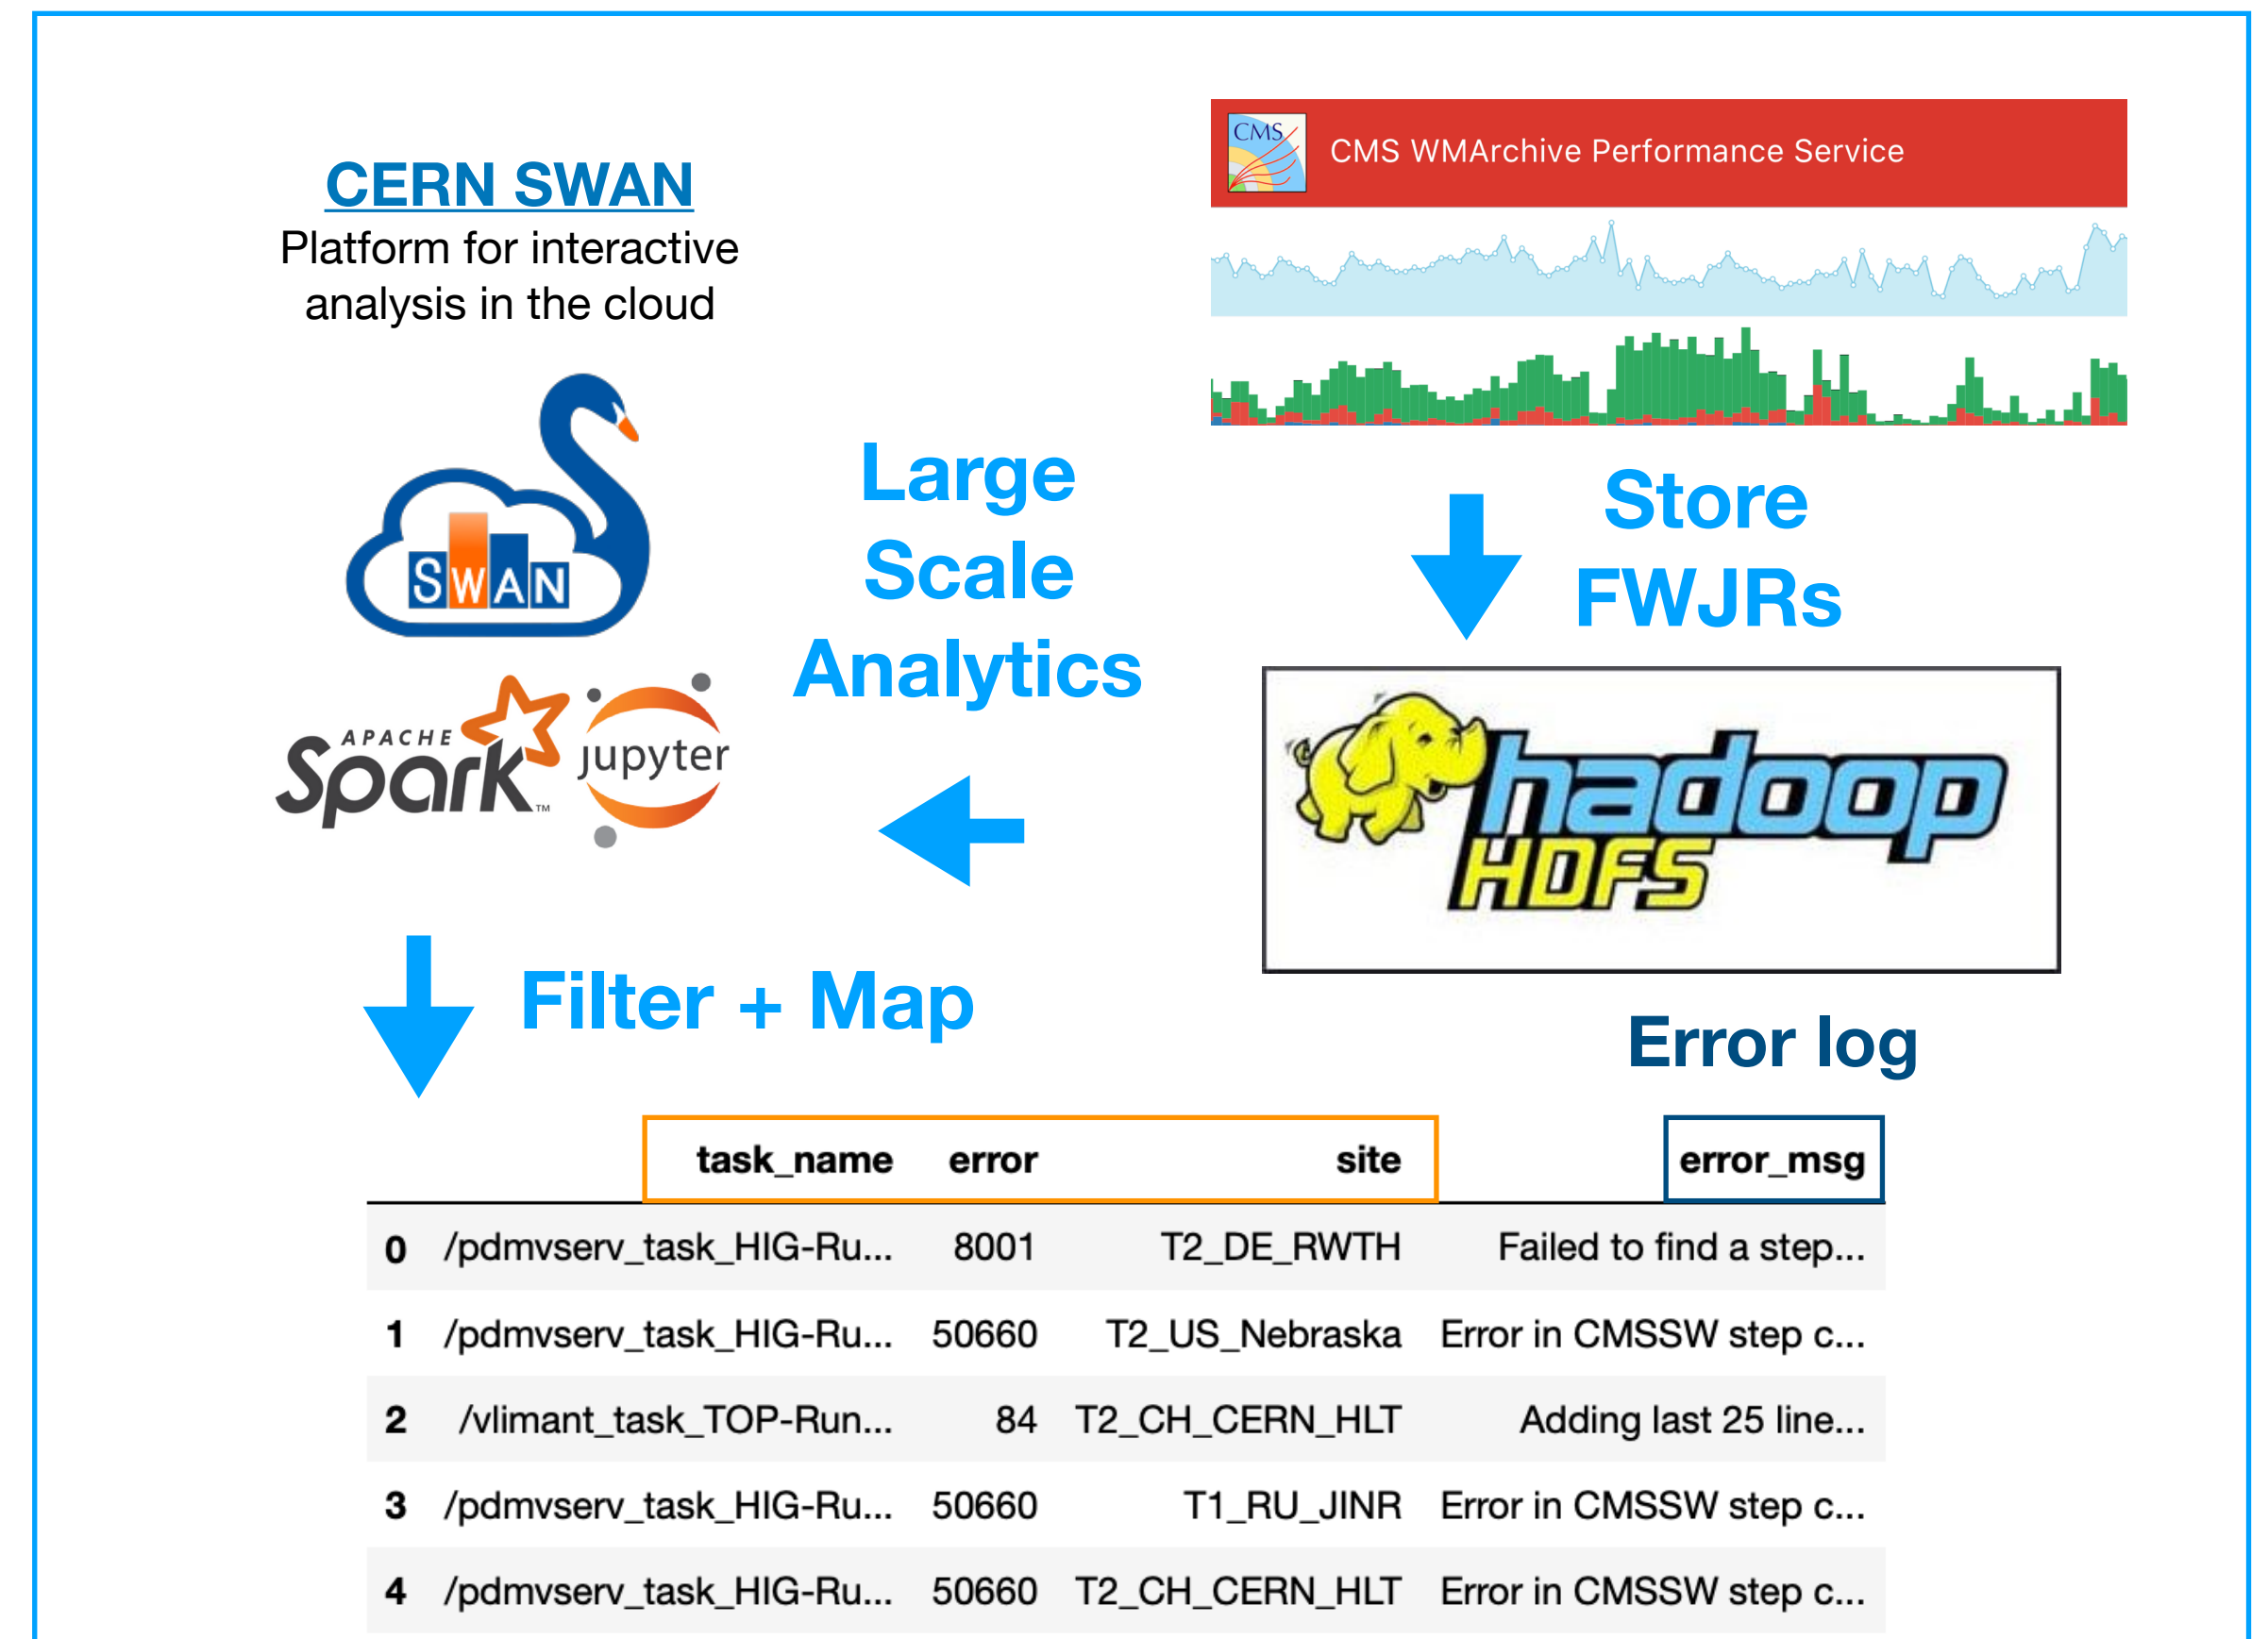 CERN SWAN
Platform for interactive
analysis in the cloud
SWAN
APACHE
Spark™
jupyter
Large
Scale
Analytics
CMS
CMS WMArchive Performance Service
Store
FWJRs
hadoop
HDFS
Filter + Map
Error log
task_name error site error_msg
0 /pdmvserv_task_HIG-Ru... 8001 T2_DE_RWTH Failed to find a step...
1 /pdmvserv_task_HIG-Ru... 50660 T2_US_Nebraska Error in CMSSW step c...
2 /vlimant_task_TOP-Run... 84 T2_CH_CERN_HLT Adding last 25 line...
3 /pdmvserv_task_HIG-Ru... 50660 T1_RU_JINR Error in CMSSW step c...
4 /pdmvserv_task_HIG-Ru... 50660 T2_CH_CERN_HLT Error in CMSSW step c...